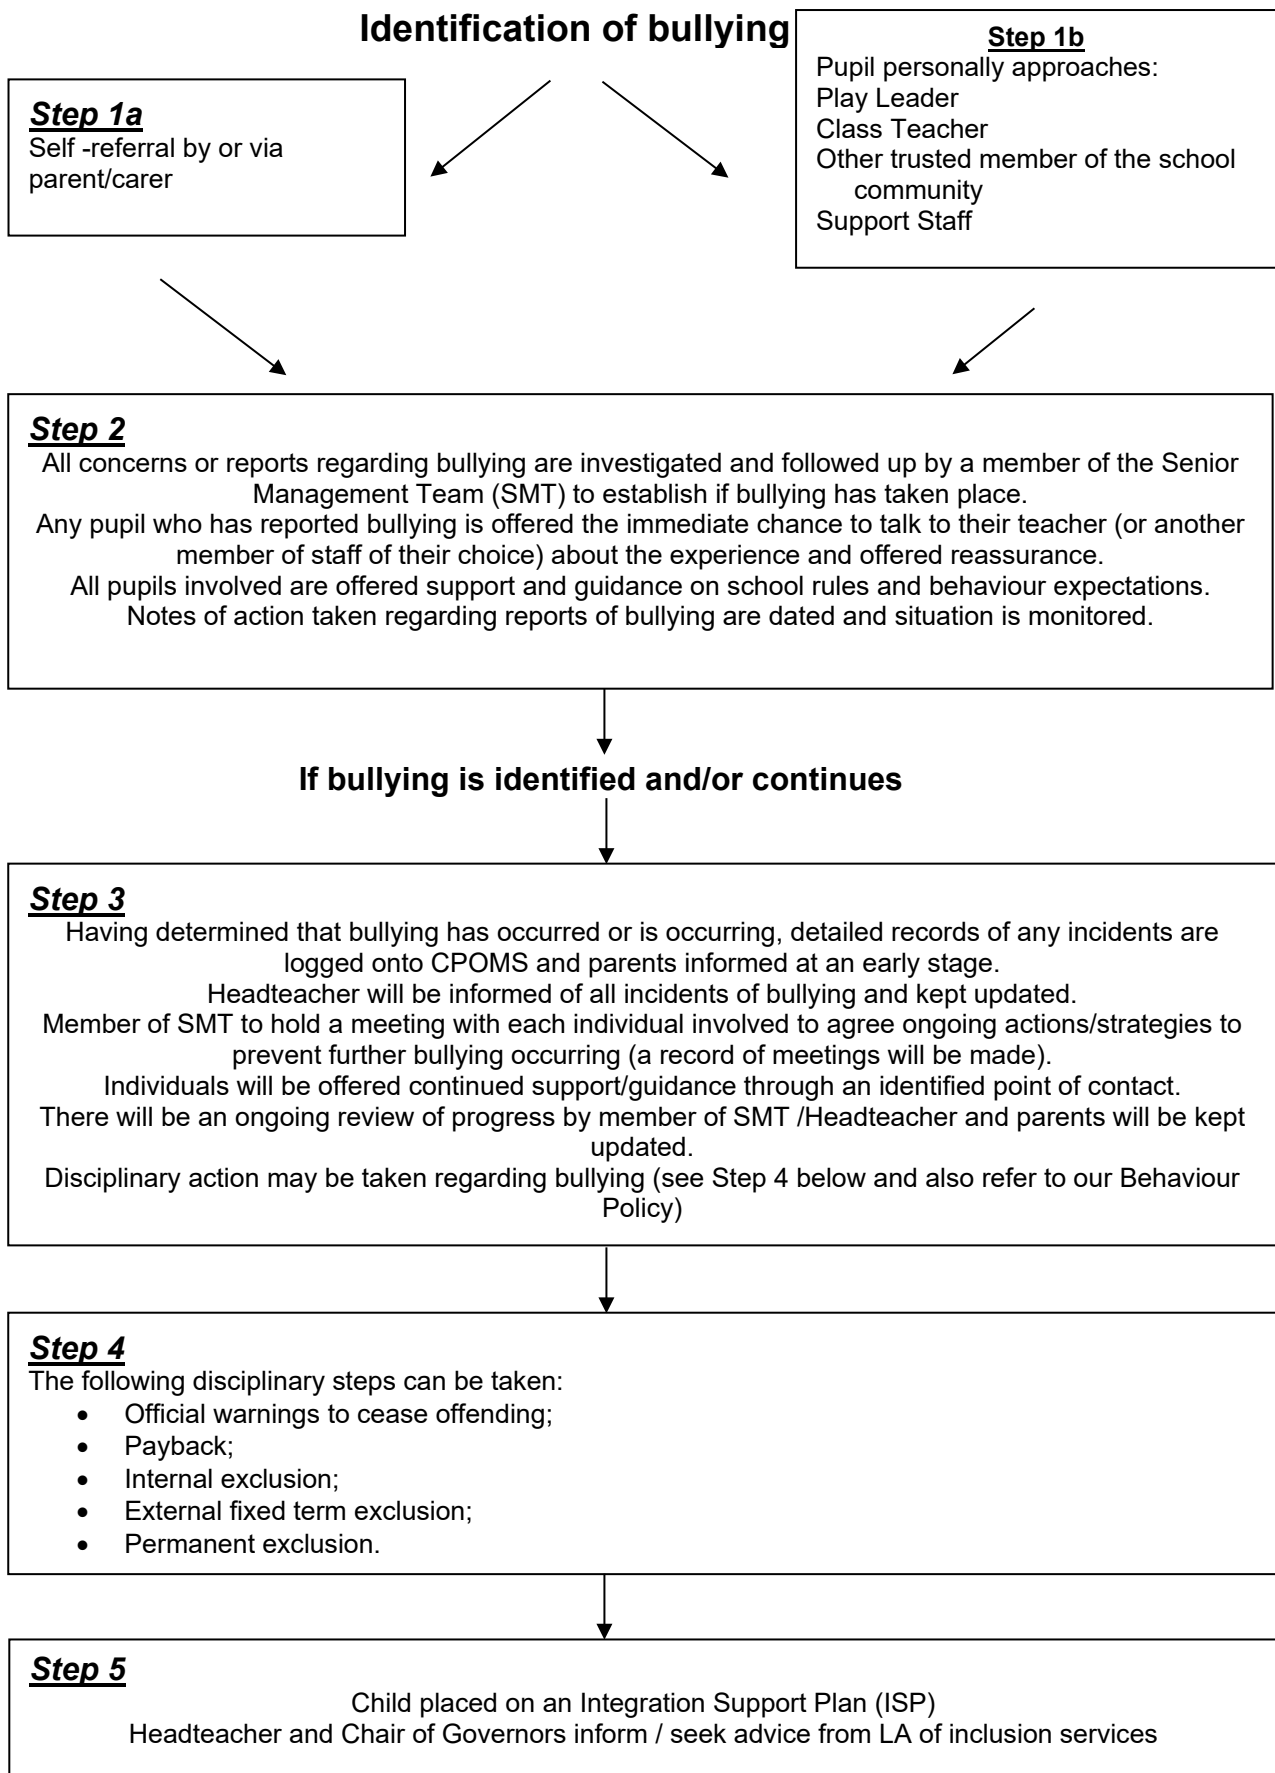 Identification of bullying
Step 1a
Self -referral by or via
parent/carer
Step 1b
Pupil personally approaches:
Play Leader
Class Teacher
Other trusted member of the school
community
Support Staff
Step 2
All concerns or reports regarding bullying are investigated and followed up by a member of the Senior
Management Team (SMT) to establish if bullying has taken place.
Any pupil who has reported bullying is offered the immediate chance to talk to their teacher (or another
member of staff of their choice) about the experience and offered reassurance.
All pupils involved are offered support and guidance on school rules and behaviour expectations.
Notes of action taken regarding reports of bullying are dated and situation is monitored.
If bullying is identified and/or continues
Step 3
Having determined that bullying has occurred or is occurring, detailed records of any incidents are
logged onto CPOMS and parents informed at an early stage.
Headteacher will be informed of all incidents of bullying and kept updated.
Member of SMT to hold a meeting with each individual involved to agree ongoing actions/strategies to
prevent further bullying occurring (a record of meetings will be made).
Individuals will be offered continued support/guidance through an identified point of contact.
There will be an ongoing review of progress by member of SMT /Headteacher and parents will be kept
updated.
Disciplinary action may be taken regarding bullying (see Step 4 below and also refer to our Behaviour
Policy)
Step 4
The following disciplinary steps can be taken:
• Official warnings to cease offending;
• Payback;
• Internal exclusion;
• External fixed term exclusion;
• Permanent exclusion.
Step 5
Child placed on an Integration Support Plan (ISP)
Headteacher and Chair of Governors inform / seek advice from LA of inclusion services